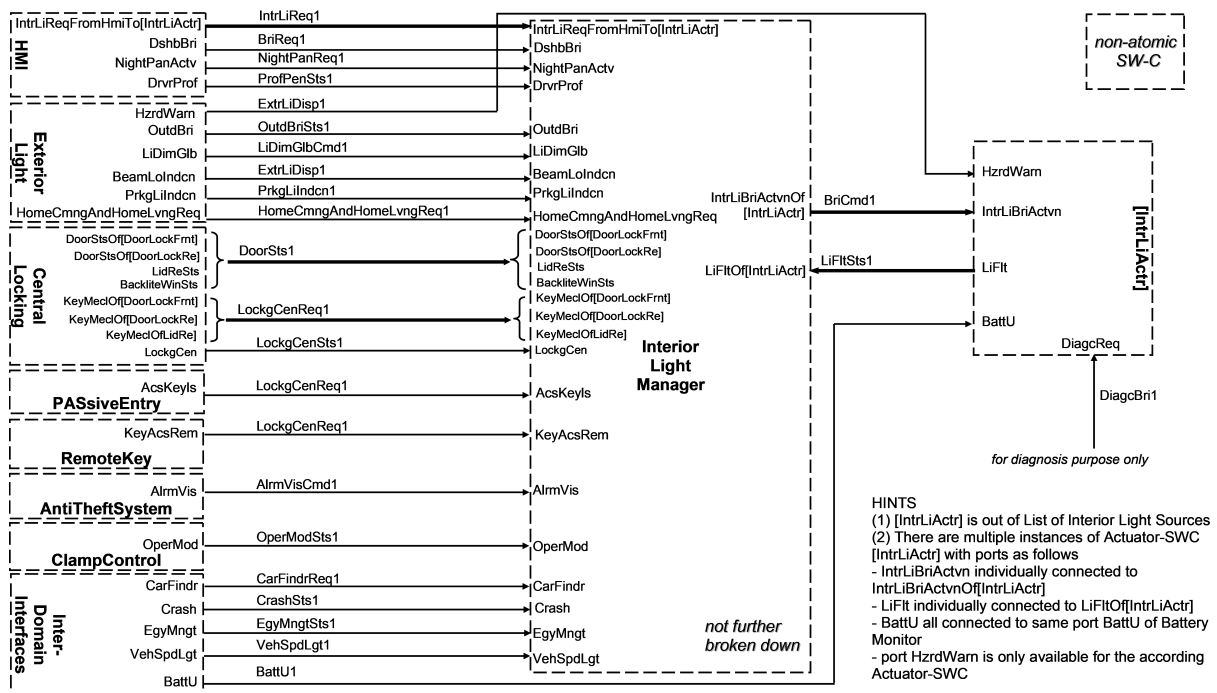 IntrLiReqFromHmiTo[IntrLiActr]
DshbBri
NightPanActv
DrvrProf
HMI
IntrLiReq1
BriReq1
NightPanReq1
ProfPenSts1
IntrLiReqFromHmiTo[IntrLiActr]
DshbBri
NightPanActv
DrvrProf
non-atomic
SW-C
HzrdWarn
OutdBri
LiDimGlb
BeamLoIndcn
PrkgLiIndcn
HomeCmngAndHomeLvngReq
Exterior
Light
ExtrLiDisp1
OutdBriSts1
LiDimGlbCmd1
ExtrLiDisp1
PrkgLiIndcn1
HomeCmngAndHomeLvngReq1
OutdBri
LiDimGlb
BeamLoIndcn
PrkgLiIndcn
HomeCmngAndHomeLvngReq
DoorStsOf[DoorLockFrnt]
DoorStsOf[DoorLockRe]
LidReSts
BackliteWinSts
KeyMeclOf[DoorLockFrnt]
KeyMeclOf[DoorLockRe]
KeyMeclOfLidRe]
LockgCen
Central
Locking
DoorSts1
LockgCenReq1
LockgCenSts1
DoorStsOf[DoorLockFrnt]
DoorStsOf[DoorLockRe]
LidReSts
BackliteWinSts
KeyMeclOf[DoorLockFrnt]
KeyMeclOf[DoorLockRe]
KeyMeclOfLidRe]
LockgCen
AcsKeyIs
PASsiveEntry
LockgCenReq1
AcsKeyIs
KeyAcsRem
RemoteKey
LockgCenReq1
KeyAcsRem
AlrmVis
AntiTheftSystem
AlrmVisCmd1
AlrmVis
OperMod
ClampControl
OperModSts1
OperMod
CarFindr
Crash
EgyMngt
VehSpdLgt
BattU
Inter-
Domain
Interfaces
CarFindrReq1
CrashSts1
EgyMngtSts1
VehSpdLgt1
BattU1
CarFindr
Crash
EgyMngt
VehSpdLgt
Interior
Light
Manager
not further
broken down
IntrLiBriActvnOf
[IntrLiActr]
LiFltOf[IntrLiActr]
BriCmd1
LiFltSts1
HzrdWarn
IntrLiBriActvn
LiFlt
BattU
DiagcReq
[IntrLiActr]
DiagcBri1
for diagnosis purpose only
HINTS
(1) [IntrLiActr] is out of List of Interior Light Sources
(2) There are multiple instances of Actuator-SWC
[IntrLiActr] with ports as follows
- IntrLiBriActvn individually connected to
IntrLiBriActvnOf[IntrLiActr]
- LiFlt individually connected to LiFltOf[IntrLiActr]
- BattU all connected to same port BattU of Battery
Monitor
- port HzrdWarn is only available for the according
Actuator-SWC